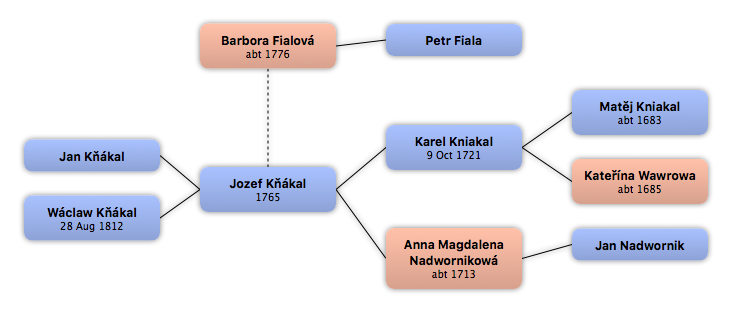 Barbora Fialová
abt 1776
Petr Fiala
Matěj Kniakal
abt 1683
Jan Kňákal
Karel Kniakal
9 Oct 1721
Jozef Kňákal
1765
Kateřína Wawrowa
abt 1685
Wáclaw Kňákal
28 Aug 1812
Anna Magdalena
Nadwornikowá
abt 1713
Jan Nadwornik